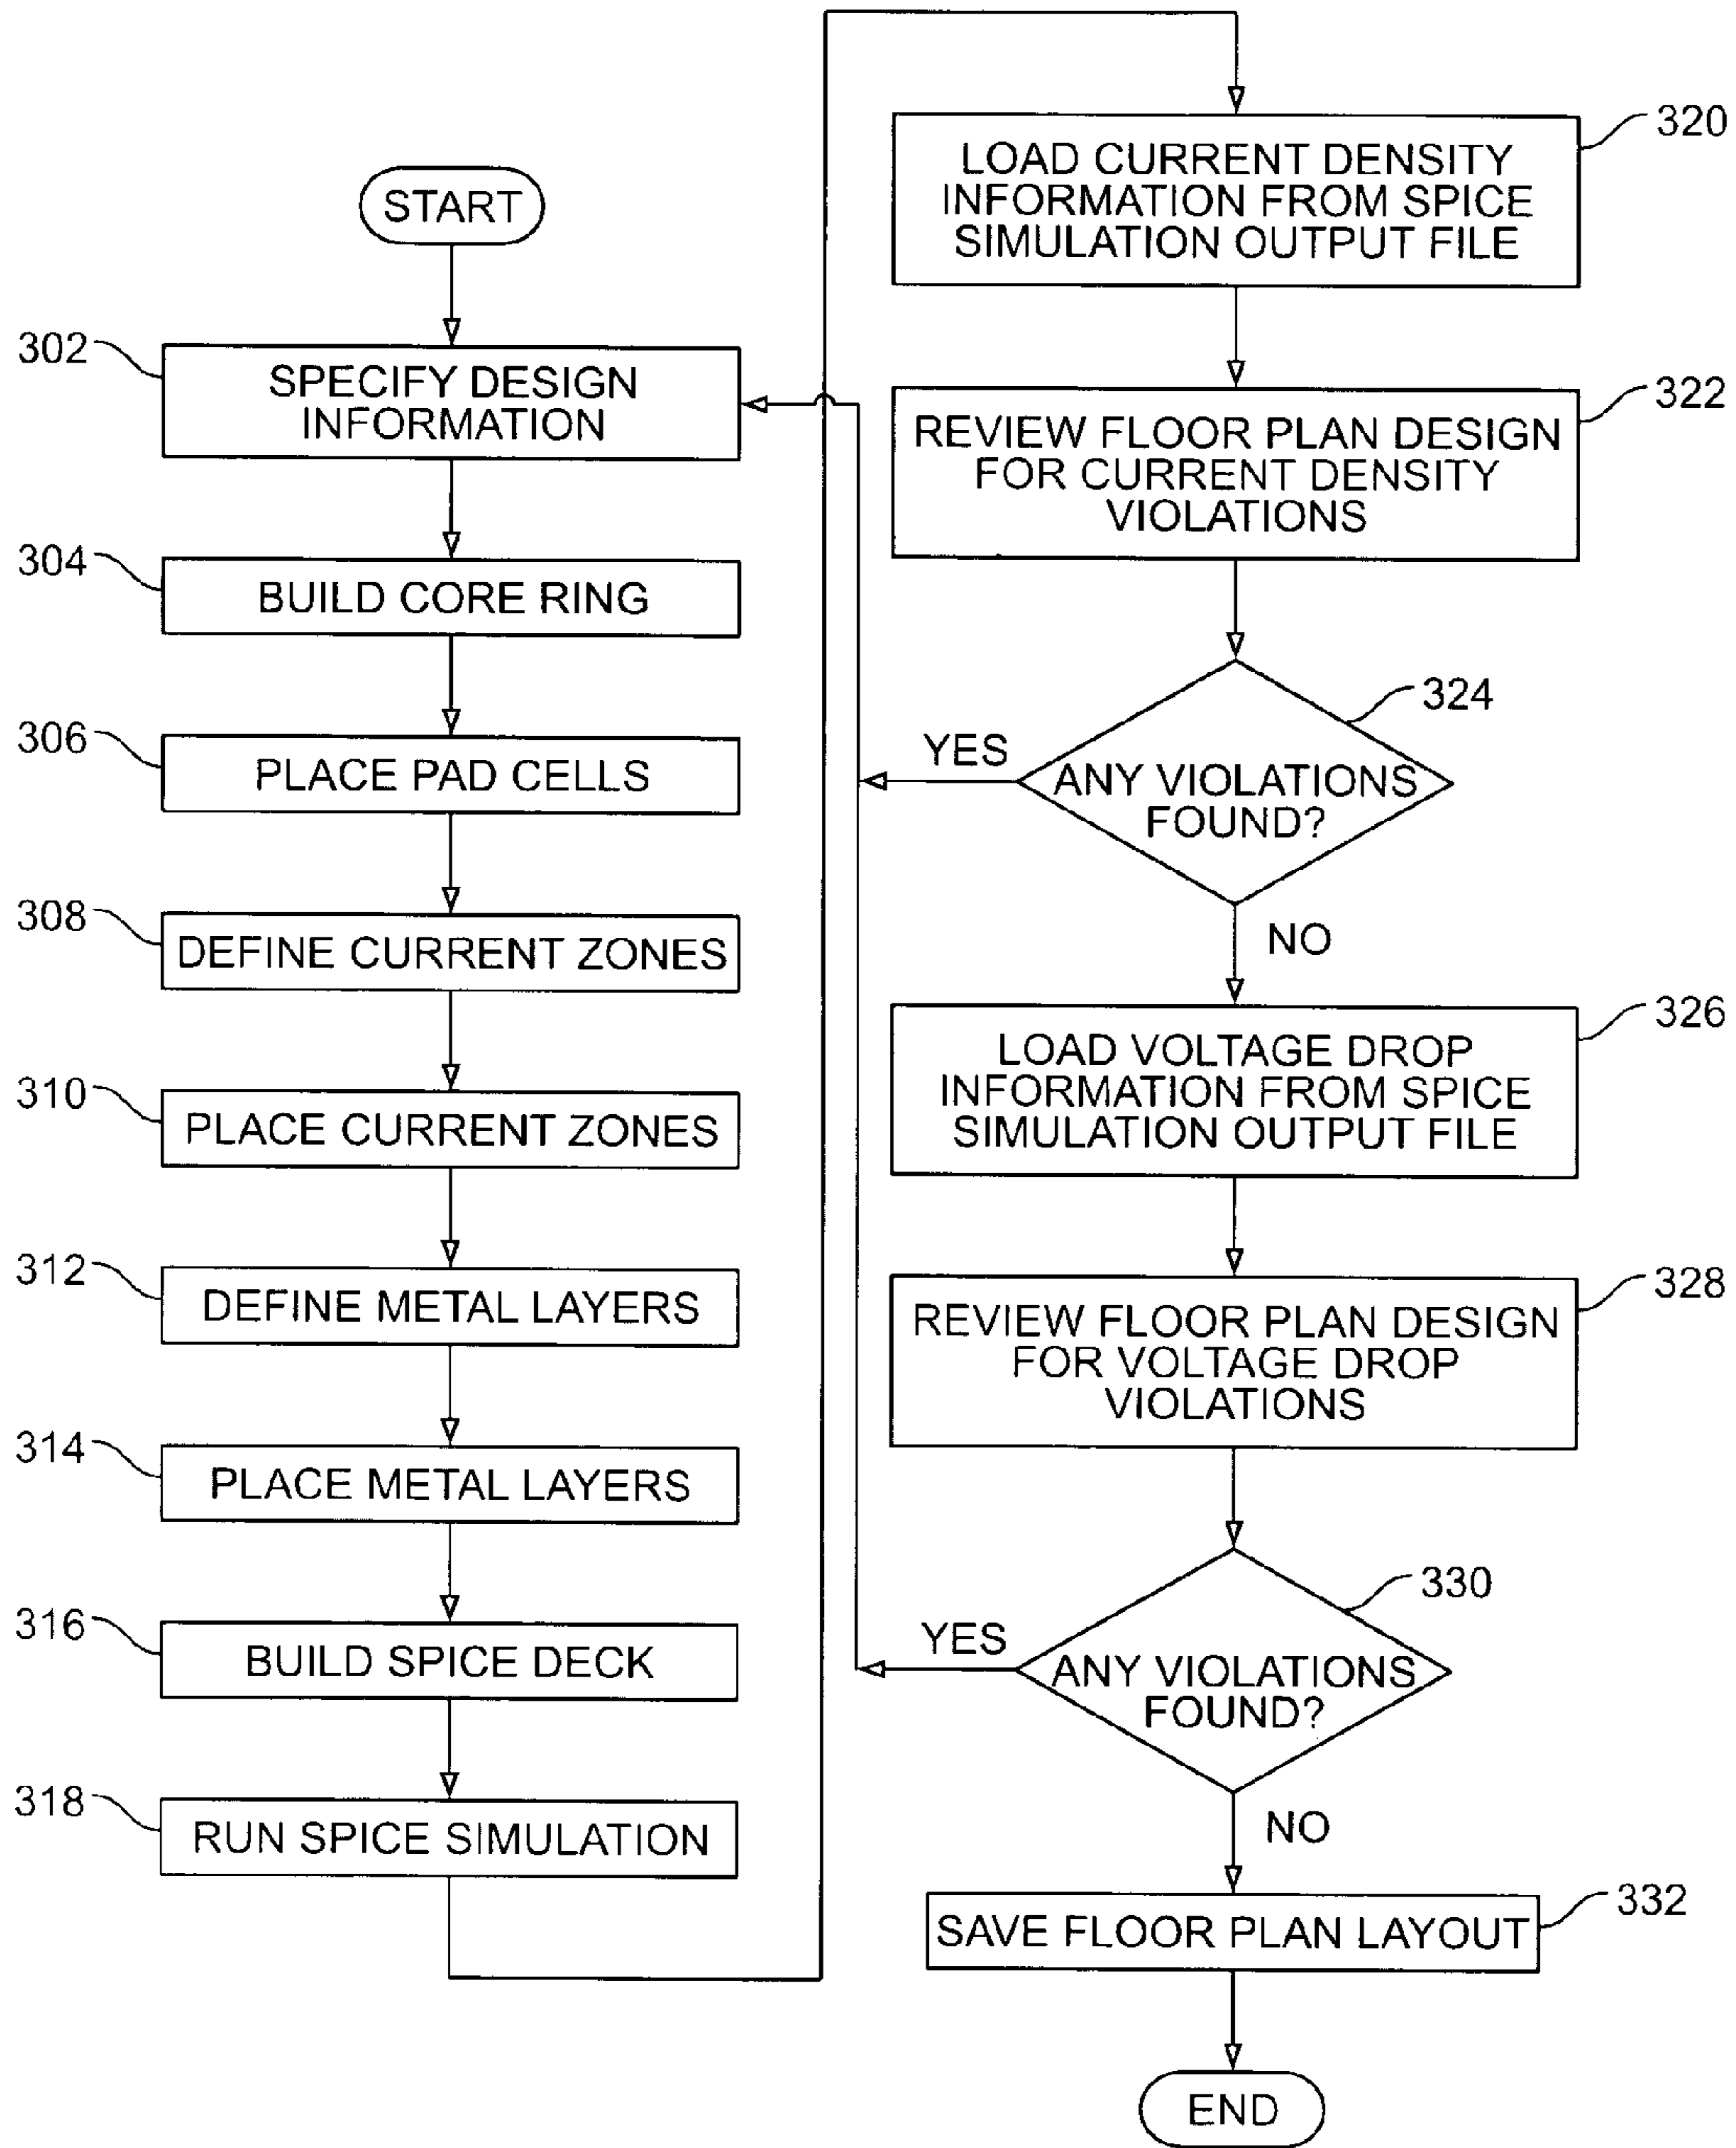 START
302
SPECIFY DESIGN
INFORMATION
304
BUILD CORE RING
306
PLACE PAD CELLS
308
DEFINE CURRENT ZONES
310
PLACE CURRENT ZONES
312
DEFINE METAL LAYERS
314
PLACE METAL LAYERS
316
BUILD SPICE DECK
318
RUN SPICE SIMULATION
320
LOAD CURRENT DENSITY
INFORMATION FROM SPICE
SIMULATION OUTPUT FILE
322
REVIEW FLOOR PLAN DESIGN
FOR CURRENT DENSITY
VIOLATIONS
324
YES
ANY VIOLATIONS
FOUND?
NO
326
LOAD VOLTAGE DROP
INFORMATION FROM SPICE
SIMULATION OUTPUT FILE
328
REVIEW FLOOR PLAN DESIGN
FOR VOLTAGE DROP
VIOLATIONS
330
YES
ANY VIOLATIONS
FOUND?
NO
332
SAVE FLOOR PLAN LAYOUT
END